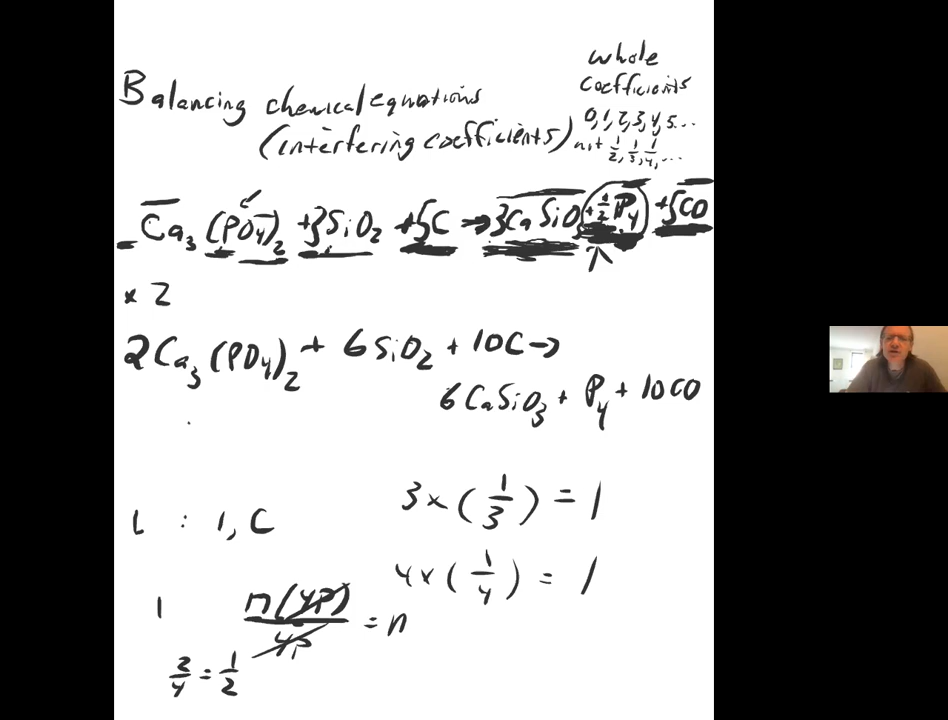 Balancing chemical equations
(interfering coefficients)
whole
coefficients
0,1,2,3,4,5...
not 1/2, 1/3, 1/4,...
Ca₃(PO₄)₂ + 3SiO₂ + 5C → 3CaSiO₃ + 1/2 P₄ + 5CO
x 2
2Ca₃(PO₄)₂ + 6SiO₂ + 10C →
6CaSiO₃ + P₄ + 10CO
3 x (1/3) = 1
: 1, C
4 x (1/4) = 1
1
n(4P)/4P = n
2/4 = 1/2